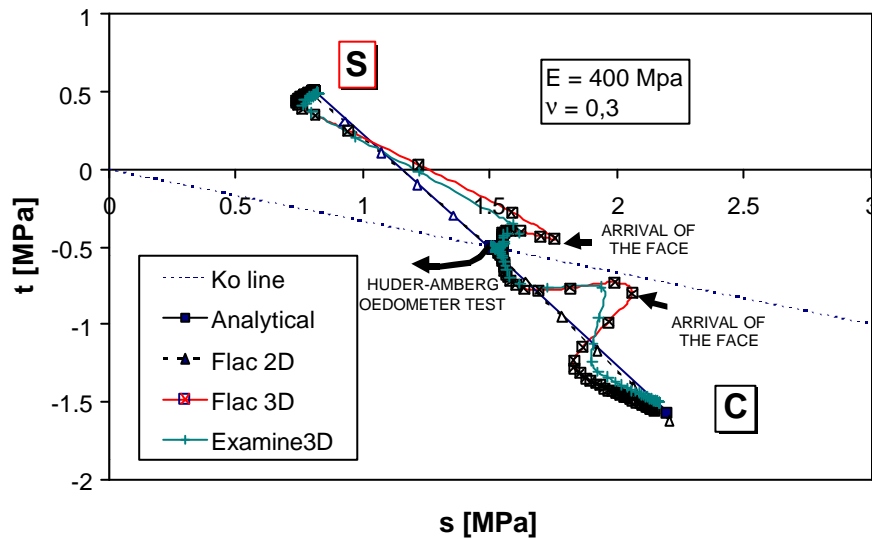 1
0.5
0
-0.5
-1
-1.5
-2
t [MPa]
0
0.5
1
1.5
2
2.5
3
s [MPa]
S
C
E = 400 Mpa
ν = 0,3
ARRIVAL OF
THE FACE
ARRIVAL OF
THE FACE
HUDER-AMBERG
OEDOMETER TEST
Ko line
Analytical
Flac 2D
Flac 3D
Examine3D